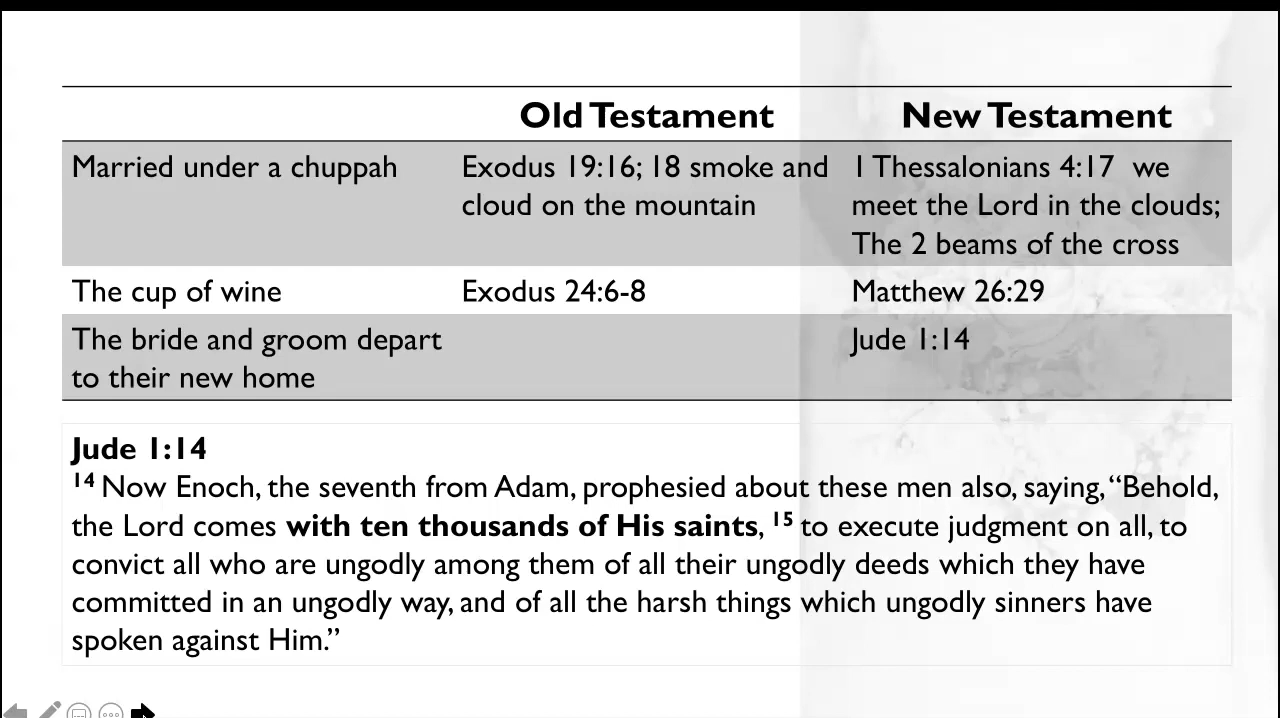 Old Testament New Testament
Married under a chuppah Exodus 19:16; 18 smoke and 1 Thessalonians 4:17 we
cloud on the mountain meet the Lord in the clouds;
The 2 beams of the cross
The cup of wine Exodus 24:6-8 Matthew 26:29
The bride and groom depart Jude 1:14
to their new home
Jude 1:14
14 Now Enoch, the seventh from Adam, prophesied about these men also, saying, “Behold,
the Lord comes with ten thousands of His saints, 15 to execute judgment on all, to
convict all who are ungodly among them of all their ungodly deeds which they have
committed in an ungodly way, and of all the harsh things which ungodly sinners have
spoken against Him.”